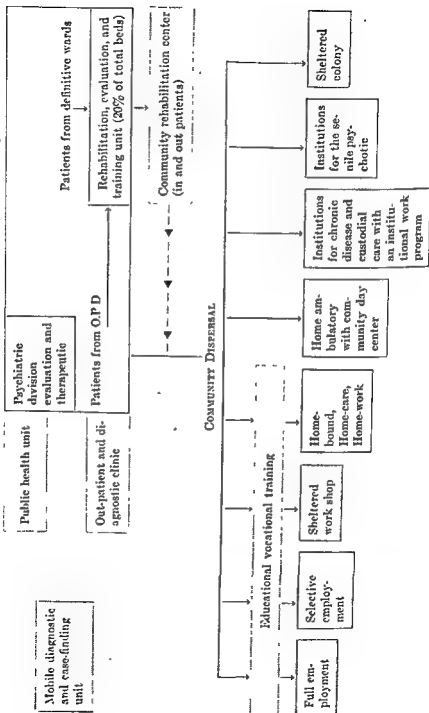 Mobile diagnostic
and case-finding
unit
Public health unit
Out-patient and di-
agnostic clinic
Psychiatric
division
evaluation and
therapeutic
Patients from O.P D
Patients from definitive wards
Rehabilitation, evaluation, and
training unit (20% of total beds)
Community rehabilitation center
(in and out patients)
COMMUNITY DISPERSAL
Educational vocational training
Full em-
ployment
Selective
employ-
ment
Sheltered
work shop
Home-
bound,
Home-care,
Home-work
Home am-
bulatory
with com-
munity day
center
Institutions
for chronic
disease and
custodial
care with
an institu-
tional work
program
Institutions
for the se-
nile psy-
chotic
Sheltered
colony